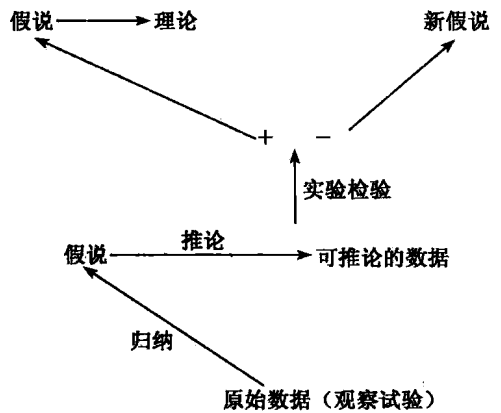 假说 理论 新假说
+ −
实验检验
推论
假说 可推论的数据
归纳
原始数据（观察试验）